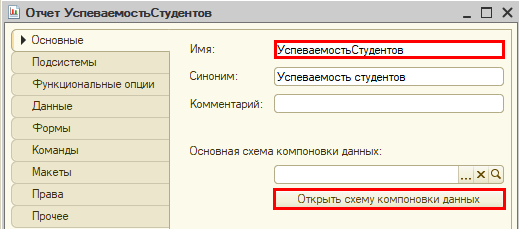 Отчет УспеваемостьСтудентов
Основные
Подсистемы
Функциональные опции
Данные
Формы
Команды
Макеты
Права
Прочее
Имя: УспеваемостьСтудентов
Синоним: Успеваемость студентов
Комментарий:
Основная схема компоновки данных:
...
Открыть схему компоновки данных